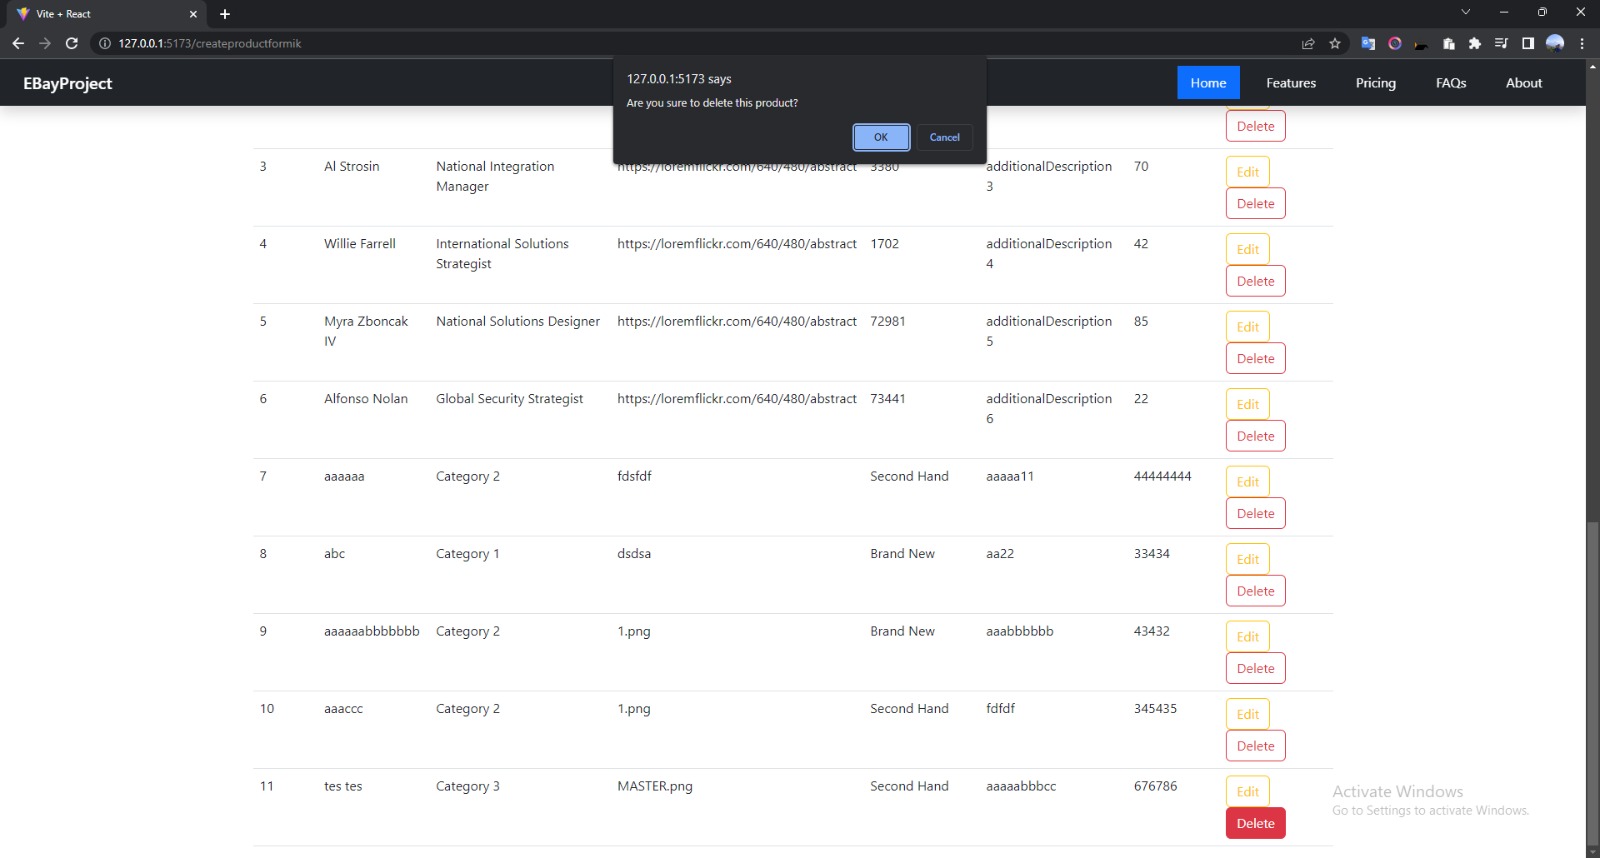 Vite + React
127.0.0.1:5173/createproductformik
EBayProject
Home Features Pricing FAQs About
127.0.0.1:5173 says
Are you sure to delete this product?
OK Cancel
Delete
3 Al Strosin National Integration https://loremflickr.com/640/480/abstract 3380 additionalDescription 70 Edit
Manager 3
Delete
4 Willie Farrell International Solutions https://loremflickr.com/640/480/abstract 1702 additionalDescription 42 Edit
Strategist 4
Delete
5 Myra Zboncak National Solutions Designer https://loremflickr.com/640/480/abstract 72981 additionalDescription 85 Edit
IV 5
Delete
6 Alfonso Nolan Global Security Strategist https://loremflickr.com/640/480/abstract 73441 additionalDescription 22 Edit
6
Delete
7 aaaaaa Category 2 fdsfdf Second Hand aaaaa11 44444444 Edit
Delete
8 abc Category 1 dsdsa Brand New aa22 33434 Edit
Delete
9 aaaaaabbbbbbb Category 2 1.png Brand New aaabbbbbb 43432 Edit
Delete
10 aaaccc Category 2 1.png Second Hand fdfdf 345435 Edit
Delete
11 tes tes Category 3 MASTER.png Second Hand aaaaabbbcc 676786 Edit
Delete
Activate Windows
Go to Settings to activate Windows.